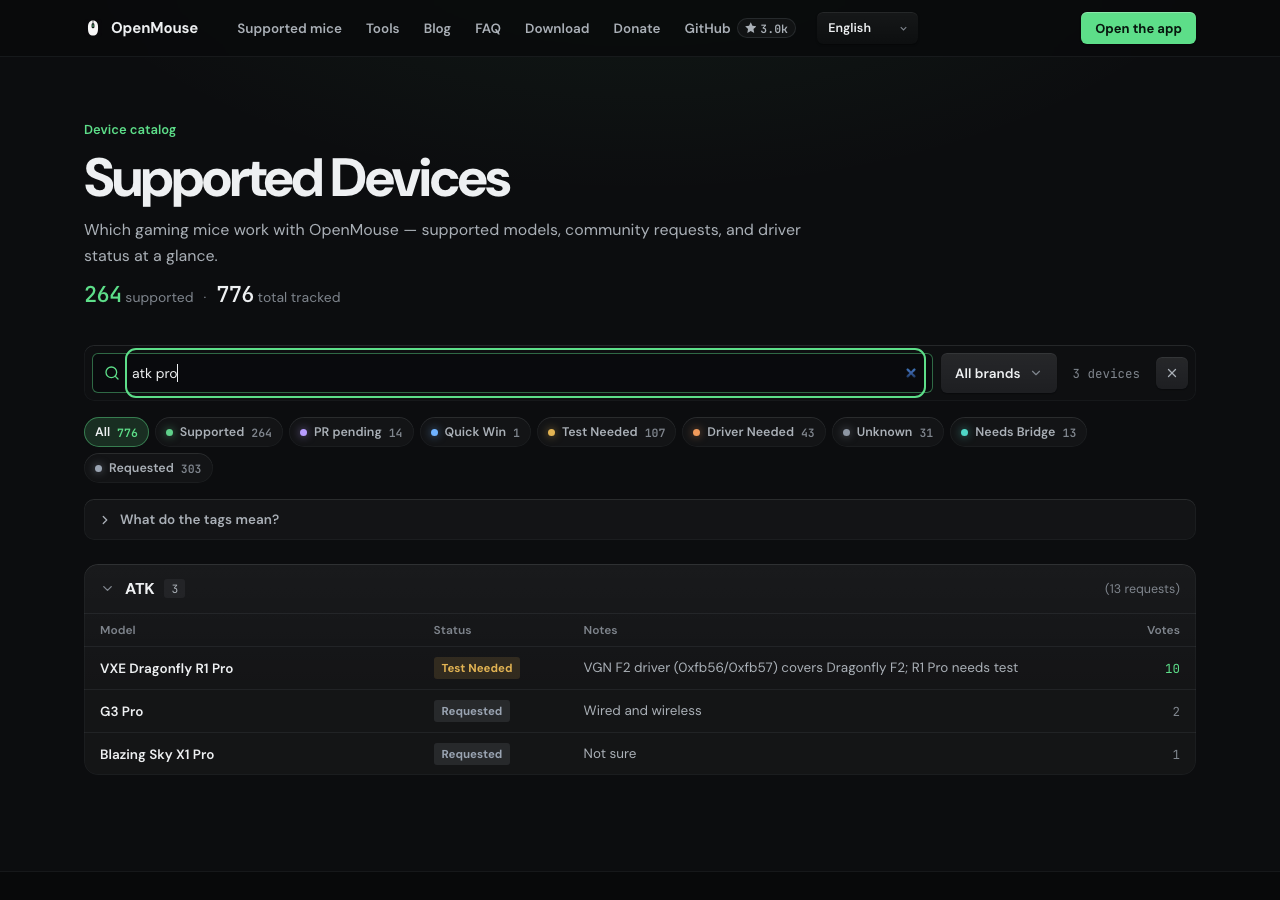 OpenMouse Supported mice Tools Blog FAQ Download Donate GitHub 3.0k English Open the app
Device catalog
Supported Devices
Which gaming mice work with OpenMouse — supported models, community requests, and driver
status at a glance.
264 supported · 776 total tracked
atk pro All brands 3 devices
All 776 Supported 264 PR pending 14 Quick Win 1 Test Needed 107 Driver Needed 43 Unknown 31 Needs Bridge 13
Requested 303
What do the tags mean?
ATK 3 (13 requests)
Model Status Notes Votes
VXE Dragonfly R1 Pro Test Needed VGN F2 driver (0xfb56/0xfb57) covers Dragonfly F2; R1 Pro needs test 10
G3 Pro Requested Wired and wireless 2
Blazing Sky X1 Pro Requested Not sure 1